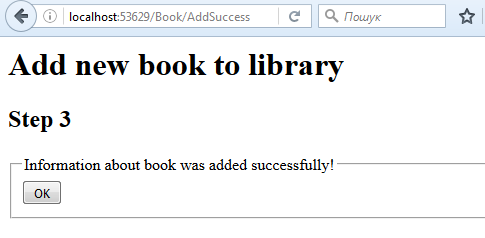 localhost:53629/Book/AddSuccess
Пошук
Add new book to library
Step 3
Information about book was added successfully!
OK